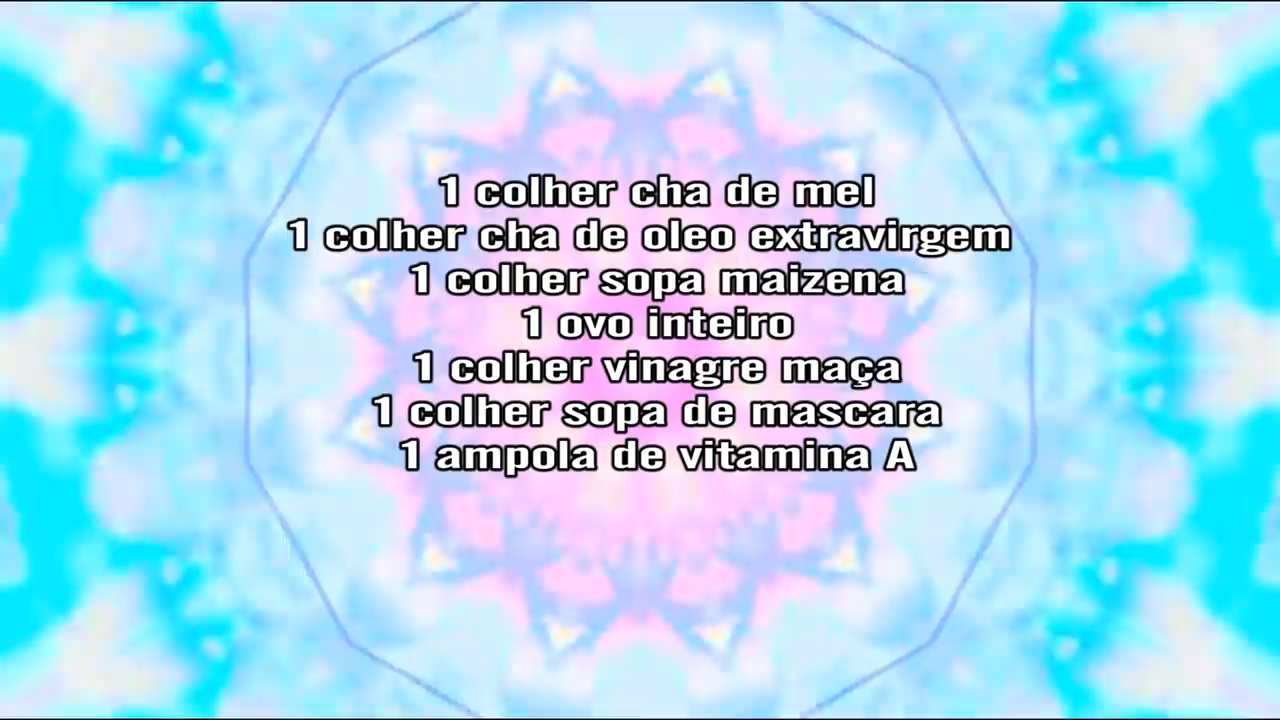 1 colher cha de mel
1 colher cha de oleo extravirgem
1 colher sopa maizena
1 ovo inteiro
1 colher vinagre maça
1 colher sopa de mascara
1 ampola de vitamina A